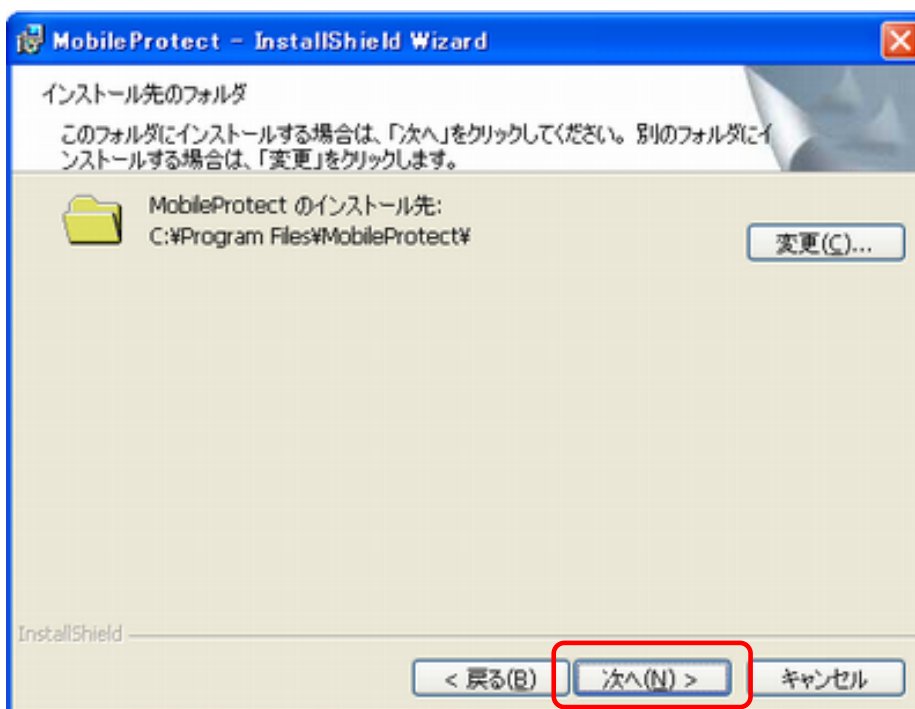 MobileProtect - InstallShield Wizard
インストール先のフォルダ
このフォルダにインストールする場合は、「次へ」をクリックしてください。別のフォルダにイ
ンストールする場合は、「変更」をクリックします。
MobileProtect のインストール先:
C:¥Program Files¥MobileProtect¥
変更(C)...
InstallShield
< 戻る(B)
次へ(N) >
キャンセル